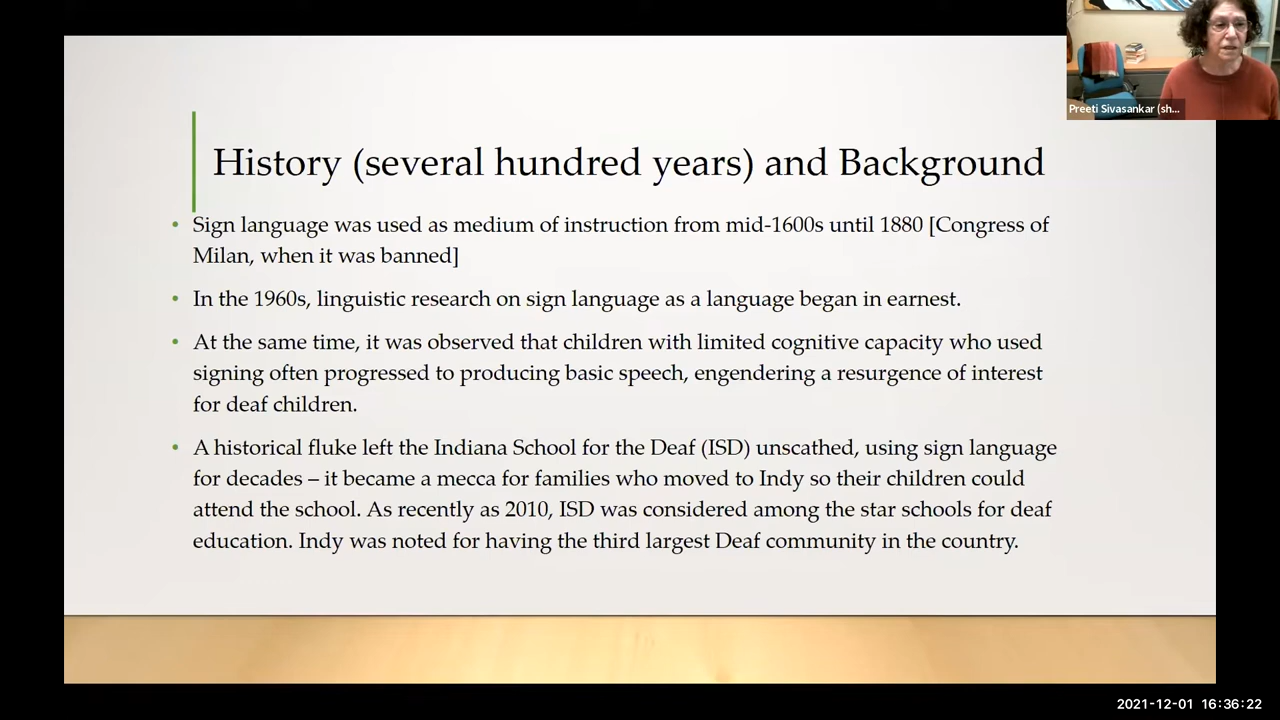 Preeti Sivasankar (sh...
History (several hundred years) and Background
• Sign language was used as medium of instruction from mid-1600s until 1880 [Congress of
Milan, when it was banned]
• In the 1960s, linguistic research on sign language as a language began in earnest.
• At the same time, it was observed that children with limited cognitive capacity who used
signing often progressed to producing basic speech, engendering a resurgence of interest
for deaf children.
• A historical fluke left the Indiana School for the Deaf (ISD) unscathed, using sign language
for decades – it became a mecca for families who moved to Indy so their children could
attend the school. As recently as 2010, ISD was considered among the star schools for deaf
education. Indy was noted for having the third largest Deaf community in the country.
2021-12-01 16:36:22